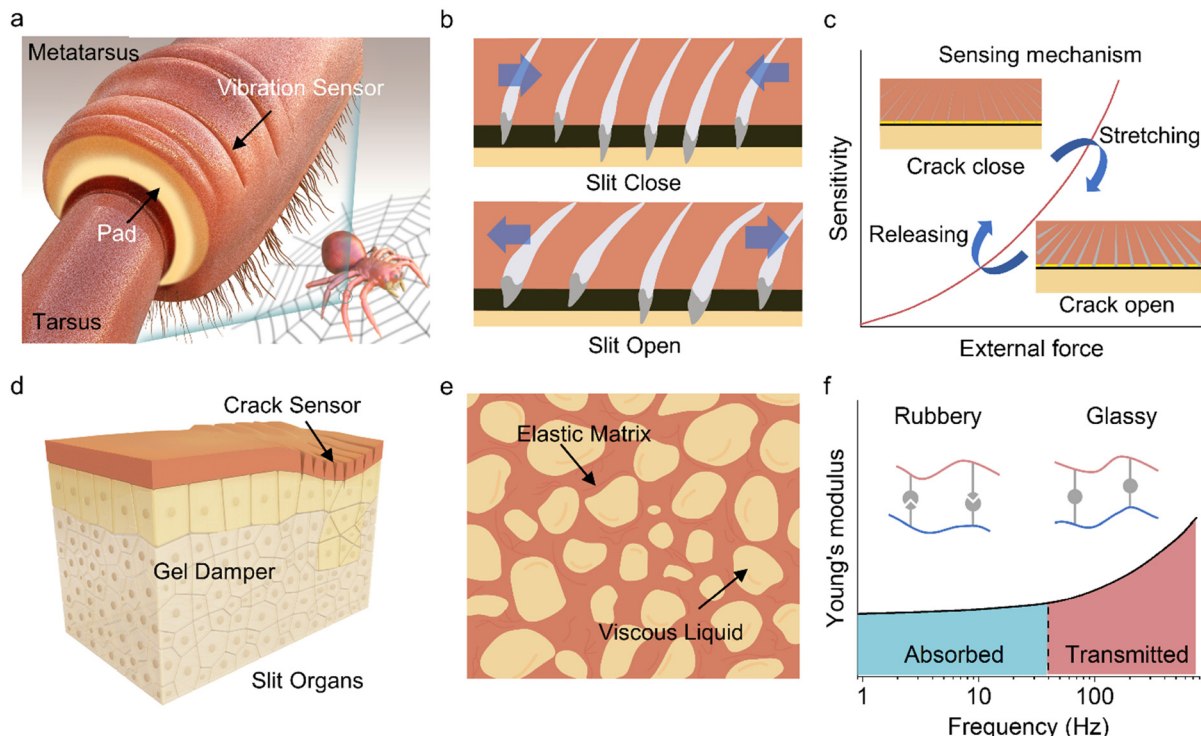 a
Metatarsus
Vibration Sensor
Pad
Tarsus
b
Slit Close
Slit Open
c
Sensing mechanism
Crack close
Stretching
Releasing
Crack open
Sensitivity
External force
d
Crack Sensor
Gel Damper
Slit Organs
e
Elastic Matrix
Viscous Liquid
f
Rubbery Glassy
Young's modulus
Absorbed Transmitted
1 10 100
Frequency (Hz)